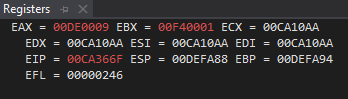 Registers
EAX = 00DE0009 EBX = 00F40001 ECX = 00CA10AA
EDX = 00CA10AA ESI = 00CA10AA EDI = 00CA10AA
EIP = 00CA366F ESP = 00DEFA88 EBP = 00DEFA94
EFL = 00000246